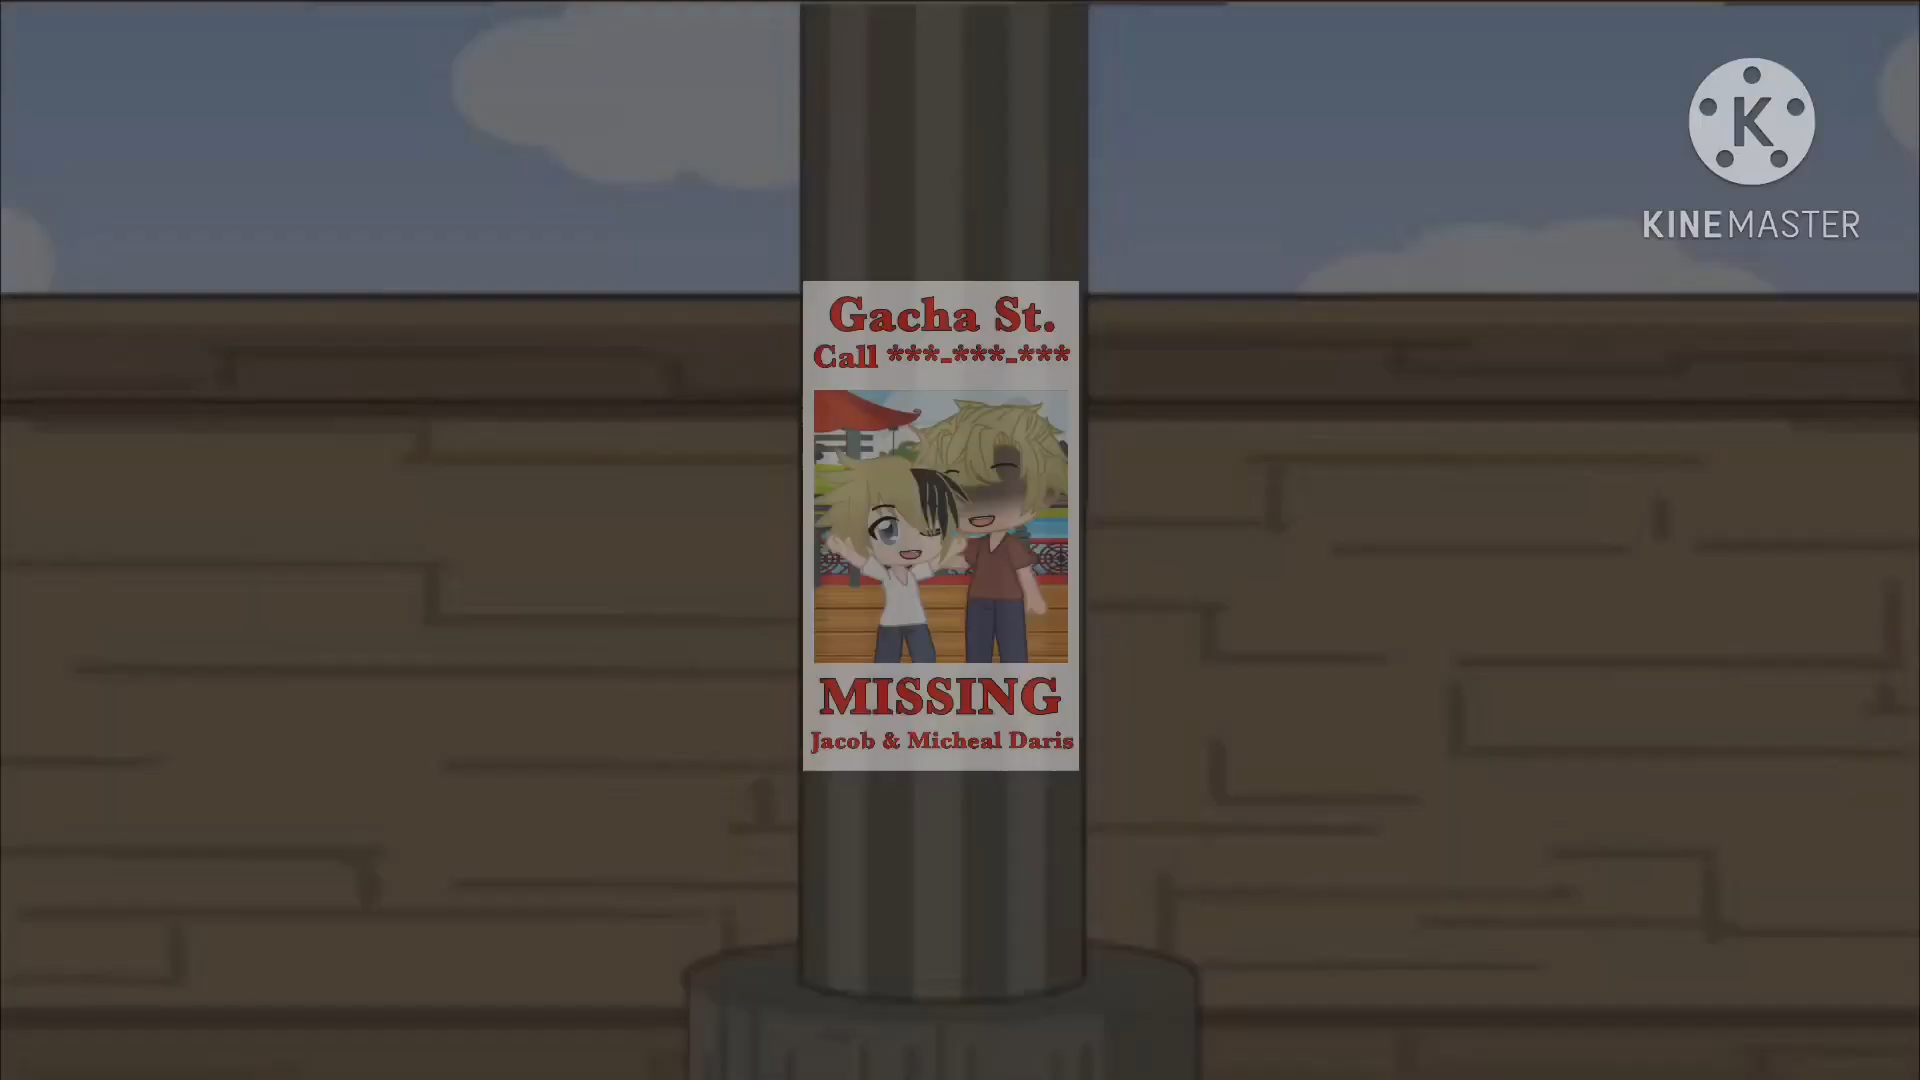 K
KINEMASTER
Gacha St.
Call ***-***-***
MISSING
Jacob & Micheal Daris